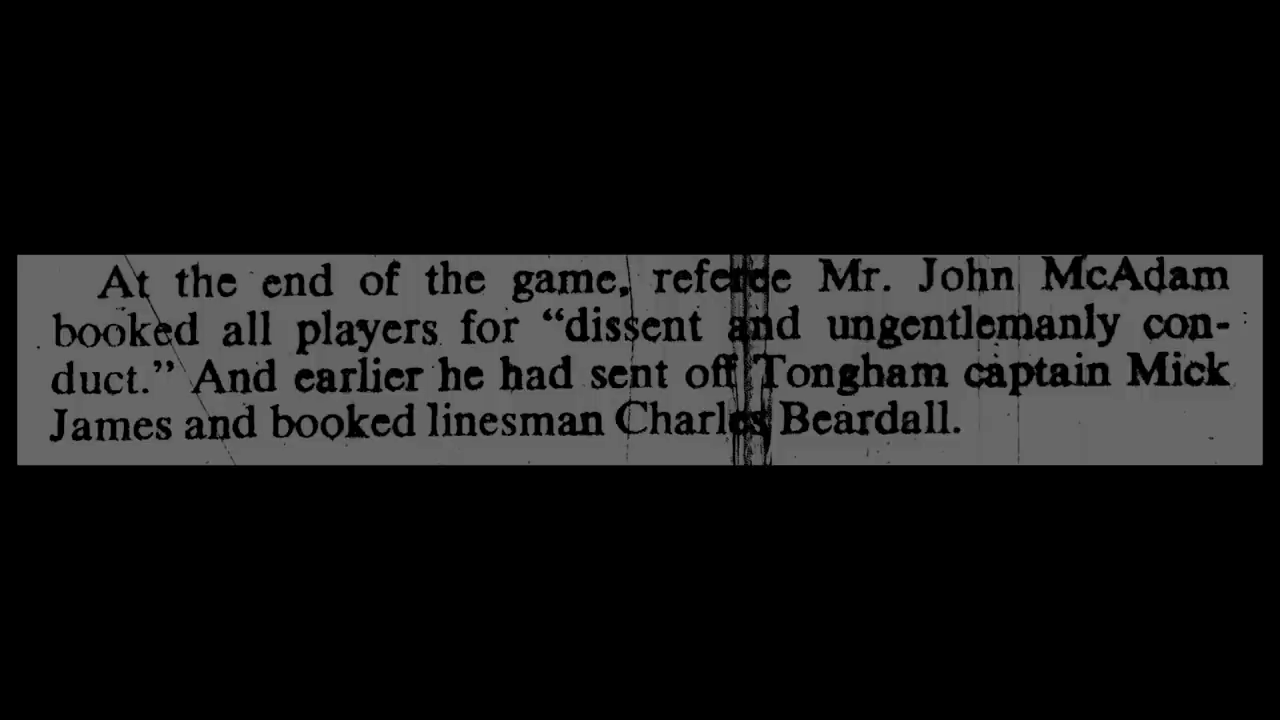 At the end of the game, referee Mr. John McAdam
booked all players for “dissent and ungentlemanly con-
duct.” And earlier he had sent off Tongham captain Mick
James and booked linesman Charles Beardall.